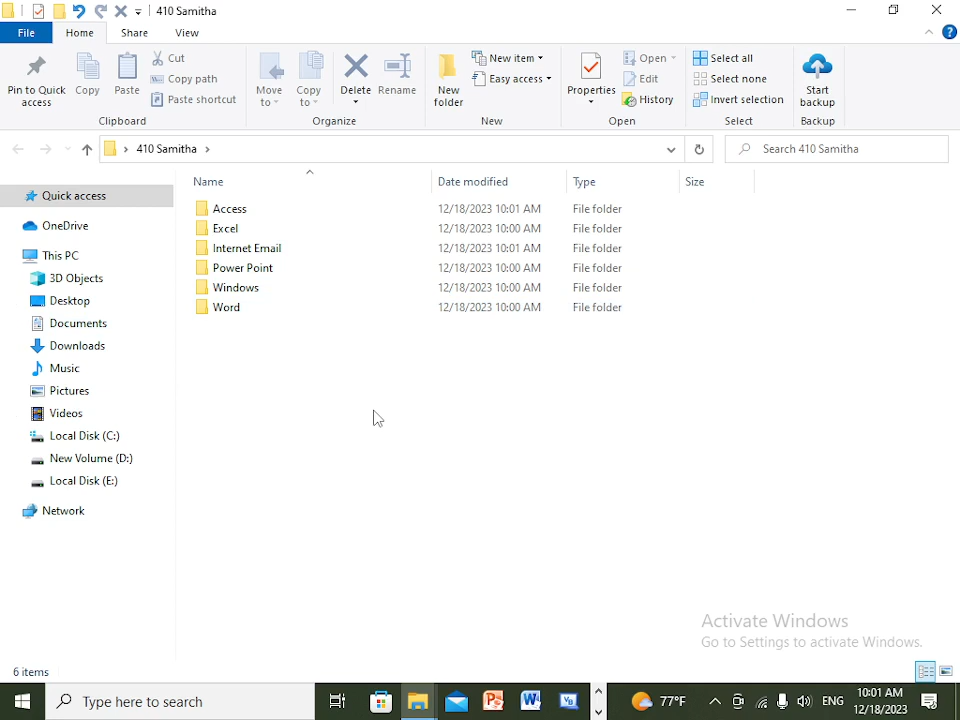 410 Samitha
File Home Share View
Pin to Quick access
Copy
Paste
Cut
Copy path
Paste shortcut
Clipboard
Move to
Copy to
Delete
Rename
Organize
New folder
New item
Easy access
New
Properties
Open
Edit
History
Open
Select all
Select none
Invert selection
Select
Start backup
Backup
410 Samitha
Search 410 Samitha
Name Date modified Type Size
Access 12/18/2023 10:01 AM File folder
Excel 12/18/2023 10:00 AM File folder
Internet Email 12/18/2023 10:01 AM File folder
Power Point 12/18/2023 10:00 AM File folder
Windows 12/18/2023 10:00 AM File folder
Word 12/18/2023 10:00 AM File folder
Quick access
OneDrive
This PC
3D Objects
Desktop
Documents
Downloads
Music
Pictures
Videos
Local Disk (C:)
New Volume (D:)
Local Disk (E:)
Network
Activate Windows
Go to Settings to activate Windows.
6 items
Type here to search
77°F
ENG
10:01 AM
12/18/2023